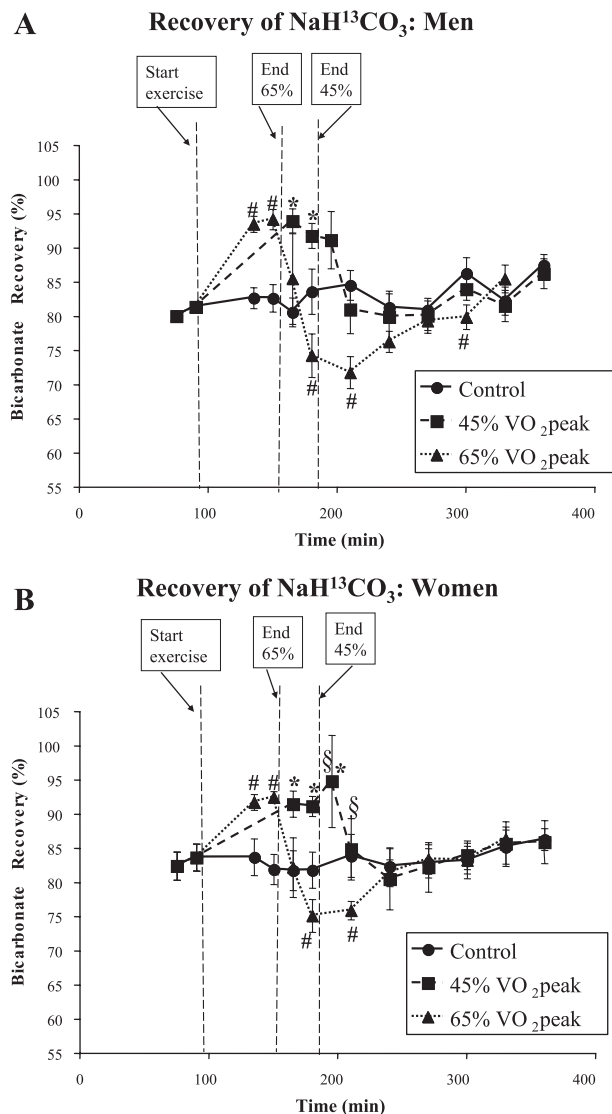 A
Recovery of NaH¹³CO₃: Men
Start
exercise
End
65%
End
45%
Bicarbonate Recovery (%)
105
100
95
90
85
80
75
70
65
60
55
# # * *
# # #
Control
45% VO₂peak
65% VO₂peak
0 100 200 300 400
Time (min)
B
Recovery of NaH¹³CO₃: Women
Start
exercise
End
65%
End
45%
Bicarbonate Recovery (%)
105
100
95
90
85
80
75
70
65
60
55
# # * * § * §
# #
Control
45% VO₂peak
65% VO₂peak
0 100 200 300 400
Time (min)